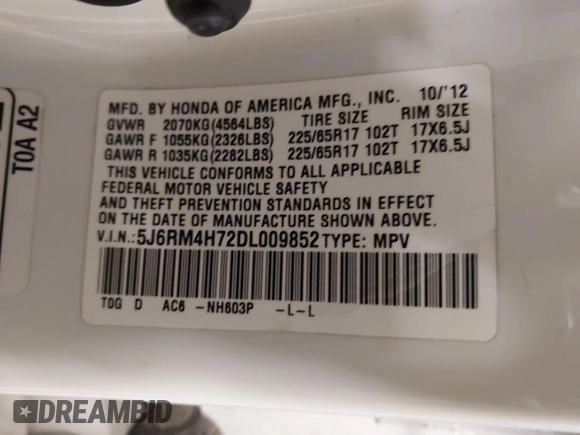 MFD. BY HONDA OF AMERICA MFG., INC. 10/'12
GVWR 2070KG(4564LBS) TIRE SIZE RIM SIZE
GAWR F 1055KG(2326LBS) 225/65R17 102T 17X6.5J
GAWR R 1035KG(2282LBS) 225/65R17 102T 17X6.5J
THIS VEHICLE CONFORMS TO ALL APPLICABLE
FEDERAL MOTOR VEHICLE SAFETY
AND THEFT PREVENTION STANDARDS IN EFFECT
ON THE DATE OF MANUFACTURE SHOWN ABOVE.
V.I.N.:5J6RM4H72DL009852 TYPE: MPV
T0G D AC6 -NH603P -L-L
T0A A2
DREAMBID